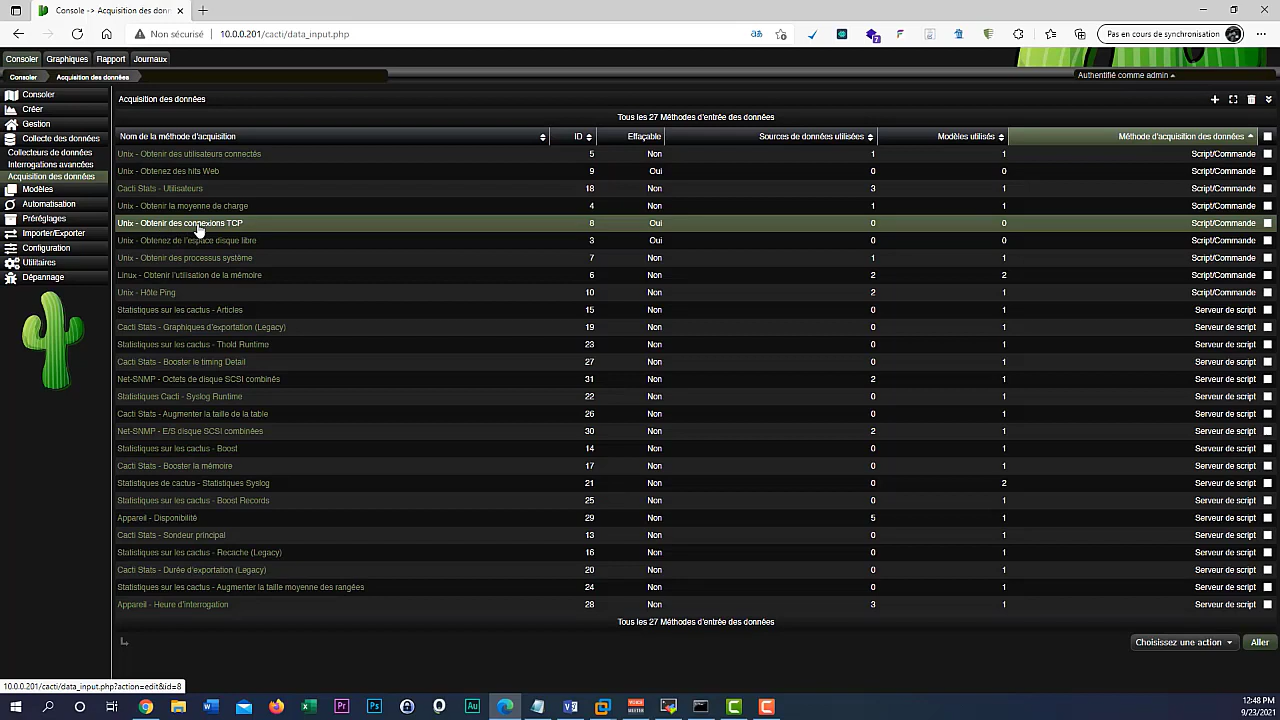 Console -> Acquisition des don
Non sécurisé 10.0.0.201/cacti/data_input.php
Pas en cours de synchronisation
Consoler Graphiques Rapport Journaux
Consoler Acquisition des données
Authentifié comme admin
Consoler
Créer
Gestion
Collecte des données
Collecteurs de données
Interrogations avancées
Acquisition des données
Modèles
Automatisation
Préréglages
Importer/Exporter
Configuration
Utilitaires
Dépannage
Acquisition des données
Tous les 27 Méthodes d'entrée des données
Nom de la méthode d'acquisition ID Effaçable Sources de données utilisées Modèles utilisés Méthode d'acquisition des données
Unix - Obtenir des utilisateurs connectés 5 Non 1 1 Script/Commande
Unix - Obtenez des hits Web 9 Oui 0 0 Script/Commande
Cacti Stats - Utilisateurs 18 Non 3 1 Script/Commande
Unix - Obtenir la moyenne de charge 4 Non 1 1 Script/Commande
Unix - Obtenir des connexions TCP 8 Oui 0 0 Script/Commande
Unix - Obtenez de l'espace disque libre 3 Oui 0 0 Script/Commande
Unix - Obtenir des processus système 7 Non 1 1 Script/Commande
Linux - Obtenir l'utilisation de la mémoire 6 Non 2 2 Script/Commande
Unix - Hôte Ping 10 Non 2 1 Script/Commande
Statistiques sur les cactus - Articles 15 Non 0 1 Serveur de script
Cacti Stats - Graphiques d'exportation (Legacy) 19 Non 0 1 Serveur de script
Statistiques sur les cactus - Thold Runtime 23 Non 0 1 Serveur de script
Cacti Stats - Booster le timing Detail 27 Non 0 1 Serveur de script
Net-SNMP - Octets de disque SCSI combinés 31 Non 2 1 Serveur de script
Statistiques Cacti - Syslog Runtime 22 Non 0 1 Serveur de script
Cacti Stats - Augmenter la taille de la table 26 Non 0 1 Serveur de script
Net-SNMP - E/S disque SCSI combinées 30 Non 2 1 Serveur de script
Statistiques sur les cactus - Boost 14 Non 0 1 Serveur de script
Cacti Stats - Booster la mémoire 17 Non 0 1 Serveur de script
Statistiques de cactus - Statistiques Syslog 21 Non 0 2 Serveur de script
Statistiques sur les cactus - Boost Records 25 Non 0 1 Serveur de script
Appareil - Disponibilité 29 Non 5 1 Serveur de script
Cacti Stats - Sondeur principal 13 Non 0 1 Serveur de script
Statistiques sur les cactus - Recache (Legacy) 16 Non 0 1 Serveur de script
Cacti Stats - Durée d'exportation (Legacy) 20 Non 0 1 Serveur de script
Statistiques sur les cactus - Augmenter la taille moyenne des rangées 24 Non 0 1 Serveur de script
Appareil - Heure d'interrogation 28 Non 3 1 Serveur de script
Tous les 27 Méthodes d'entrée des données
Choisissez une action Aller
10.0.0.201/cacti/data_input.php?action=edit&id=8
12:48 PM
9/23/2021